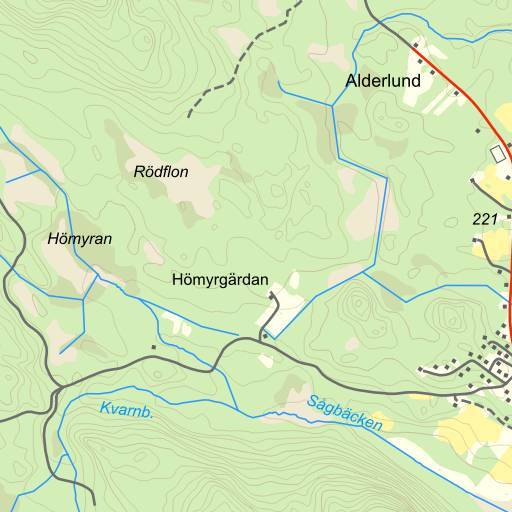 Alderlund
Rödflon
221
Hömyran
Hömyrgärdan
Kvarnb.
Sågbäcken